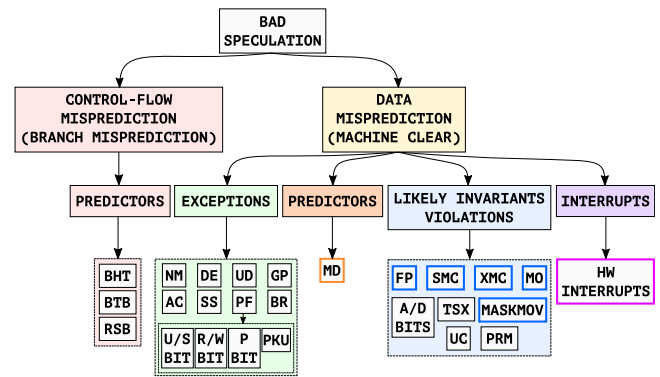 BAD
SPECULATION
CONTROL-FLOW
MISPREDICTION
(BRANCH MISPREDICTION)
DATA
MISPREDICTION
(MACHINE CLEAR)
PREDICTORS
EXCEPTIONS
PREDICTORS
LIKELY INVARIANTS
VIOLATIONS
INTERRUPTS
BHT
BTB
RSB
NM DE UD GP
AC SS PF BR
U/S
BIT
R/W
BIT
P
BIT
PKU
MD
FP SMC XMC MO
A/D
BITS
TSX MASKMOV
UC PRM
HW
INTERRUPTS